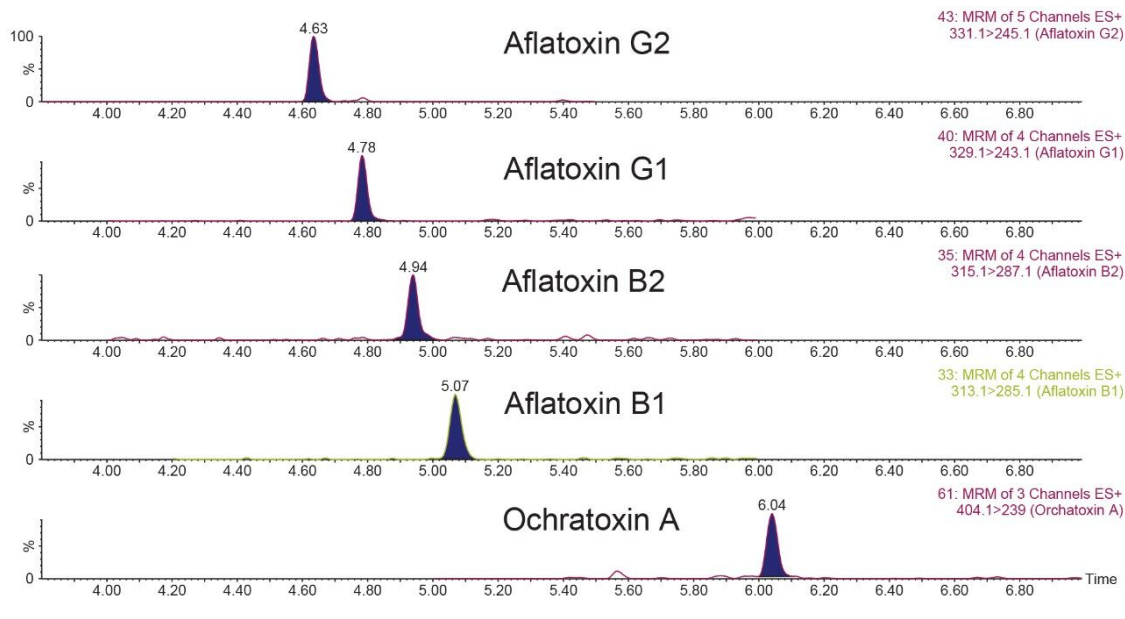 43: MRM of 5 Channels ES+
331.1>245.1 (Aflatoxin G2)
Aflatoxin G2
4.63
100
%
0
4.00 4.20 4.40 4.60 4.80 5.00 5.20 5.40 5.60 5.80 6.00 6.20 6.40 6.60 6.80
40: MRM of 4 Channels ES+
329.1>243.1 (Aflatoxin G1)
Aflatoxin G1
4.78
%
0
4.00 4.20 4.40 4.60 4.80 5.00 5.20 5.40 5.60 5.80 6.00 6.20 6.40 6.60 6.80
35: MRM of 4 Channels ES+
315.1>287.1 (Aflatoxin B2)
Aflatoxin B2
4.94
%
0
4.00 4.20 4.40 4.60 4.80 5.00 5.20 5.40 5.60 5.80 6.00 6.20 6.40 6.60 6.80
33: MRM of 4 Channels ES+
313.1>285.1 (Aflatoxin B1)
Aflatoxin B1
5.07
%
0
4.00 4.20 4.40 4.60 4.80 5.00 5.20 5.40 5.60 5.80 6.00 6.20 6.40 6.60 6.80
61: MRM of 3 Channels ES+
404.1>239 (Orchatoxin A)
Ochratoxin A
6.04
%
0
Time
4.00 4.20 4.40 4.60 4.80 5.00 5.20 5.40 5.60 5.80 6.00 6.20 6.40 6.60 6.80